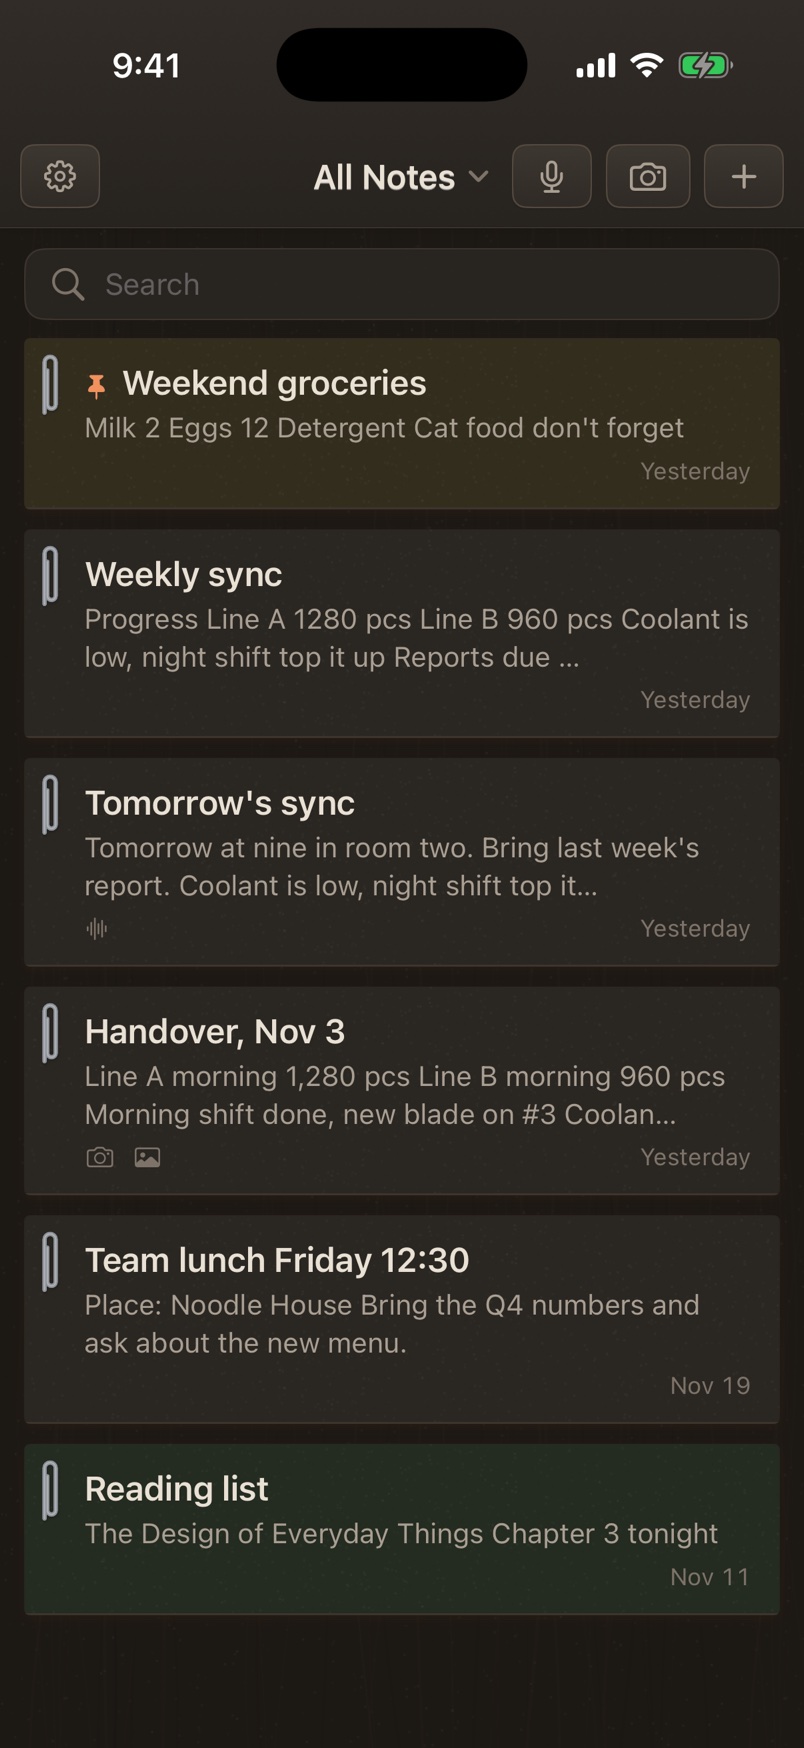 9:41
All Notes
Search
Weekend groceries
Milk 2 Eggs 12 Detergent Cat food don't forget
Yesterday
Weekly sync
Progress Line A 1280 pcs Line B 960 pcs Coolant is
low, night shift top it up Reports due ...
Yesterday
Tomorrow's sync
Tomorrow at nine in room two. Bring last week's
report. Coolant is low, night shift top it...
Yesterday
Handover, Nov 3
Line A morning 1,280 pcs Line B morning 960 pcs
Morning shift done, new blade on #3 Coolan...
Yesterday
Team lunch Friday 12:30
Place: Noodle House Bring the Q4 numbers and
ask about the new menu.
Nov 19
Reading list
The Design of Everyday Things Chapter 3 tonight
Nov 11